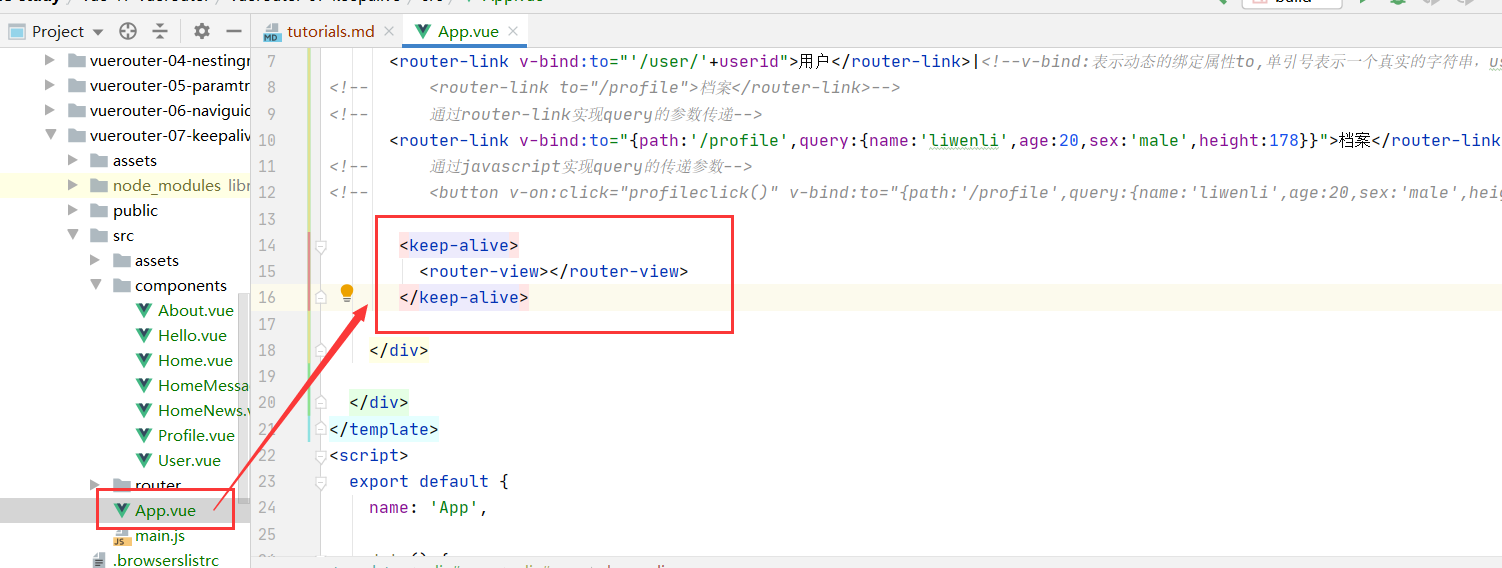 Project
tutorials.md
App.vue
vuerouter-04-nestingr
vuerouter-05-paramtr
vuerouter-06-naviguid
vuerouter-07-keepaliv
assets
node_modules libr
public
src
assets
components
About.vue
Hello.vue
Home.vue
HomeMessa
HomeNews.v
Profile.vue
User.vue
router
App.vue
main.js
.browserslistrc
7 <router-link v-bind:to="'/user/'+userid">用户</router-link>|<!--v-bind:表示动态的绑定属性to,单引号表示一个真实的字符串，us
8 <!-- <router-link to="/profile">档案</router-link>-->
9 <!-- 通过router-link实现query的参数传递-->
10 <router-link v-bind:to="{path:'/profile',query:{name:'liwenli',age:20,sex:'male',height:178}}">档案</router-link
11 <!-- 通过javascript实现query的传递参数-->
12 <!-- <button v-on:click="profileclick()" v-bind:to="{path:'/profile',query:{name:'liwenli',age:20,sex:'male',heig
13
14 <keep-alive>
15 <router-view></router-view>
16 </keep-alive>
17
18 </div>
19
20 </div>
21 </template>
22 <script>
23 export default {
24 name: 'App',
25